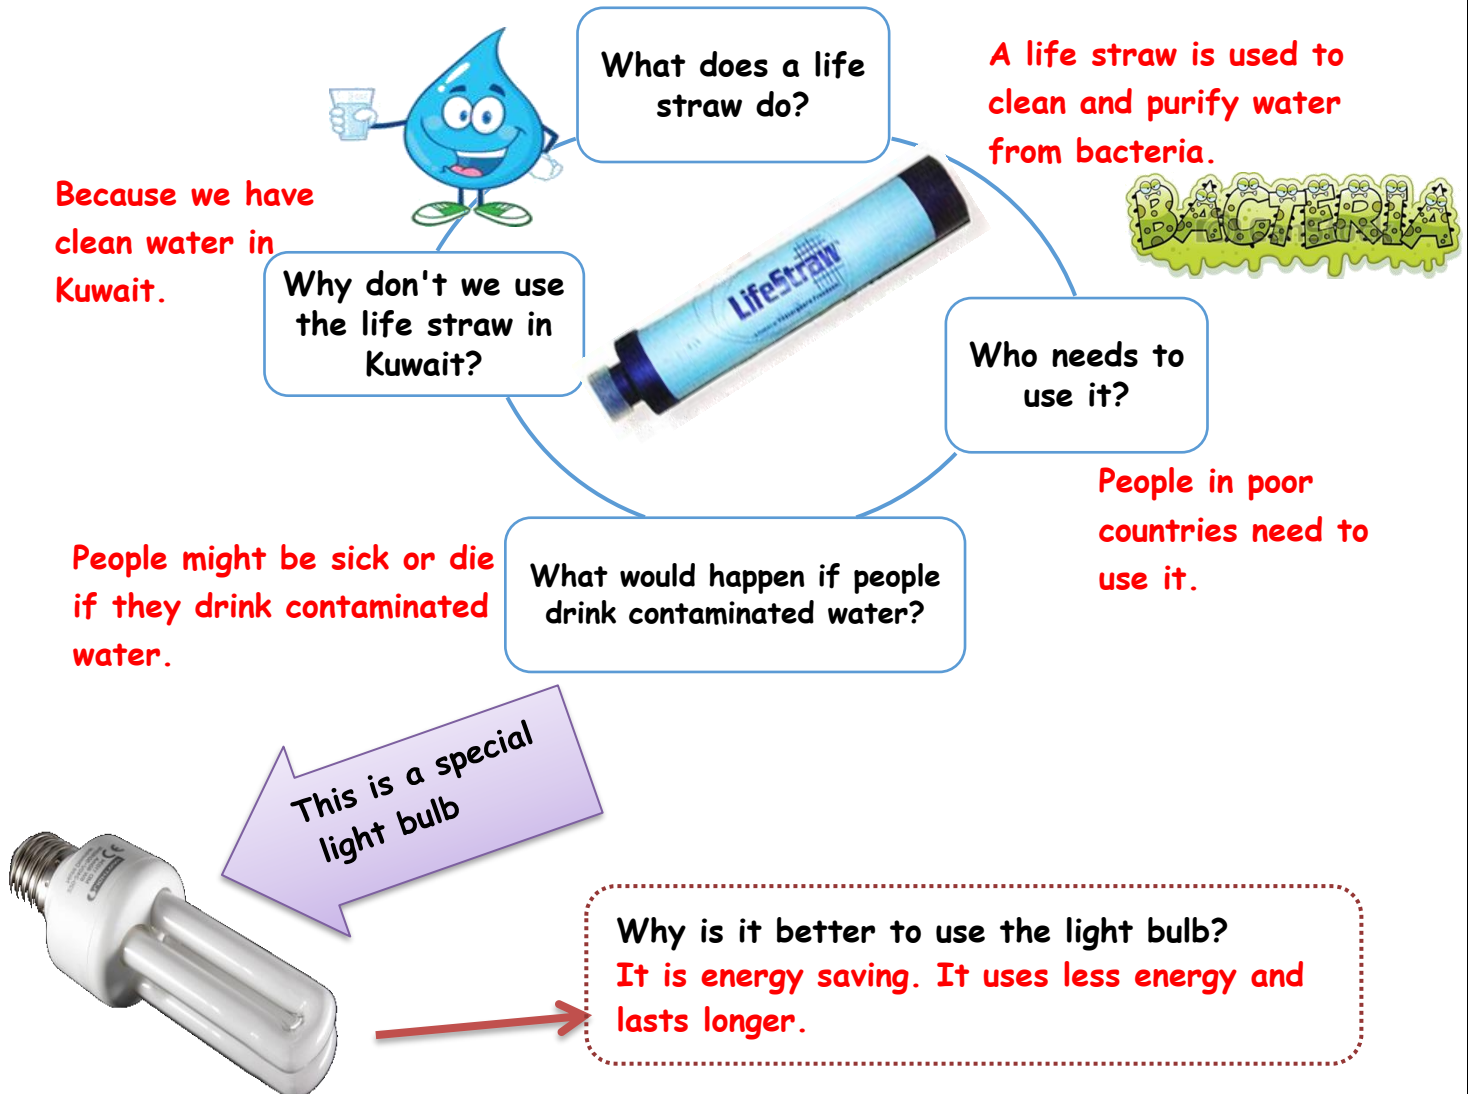 What does a life
straw do?
A life straw is used to
clean and purify water
from bacteria.
BACTERIA
Because we have
clean water in
Kuwait.
Why don't we use
the life straw in
Kuwait?
LifeStraw
Who needs to
use it?
People in poor
countries need to
use it.
People might be sick or die
if they drink contaminated
water.
What would happen if people
drink contaminated water?
This is a special
light bulb
Why is it better to use the light bulb?
It is energy saving. It uses less energy and
lasts longer.